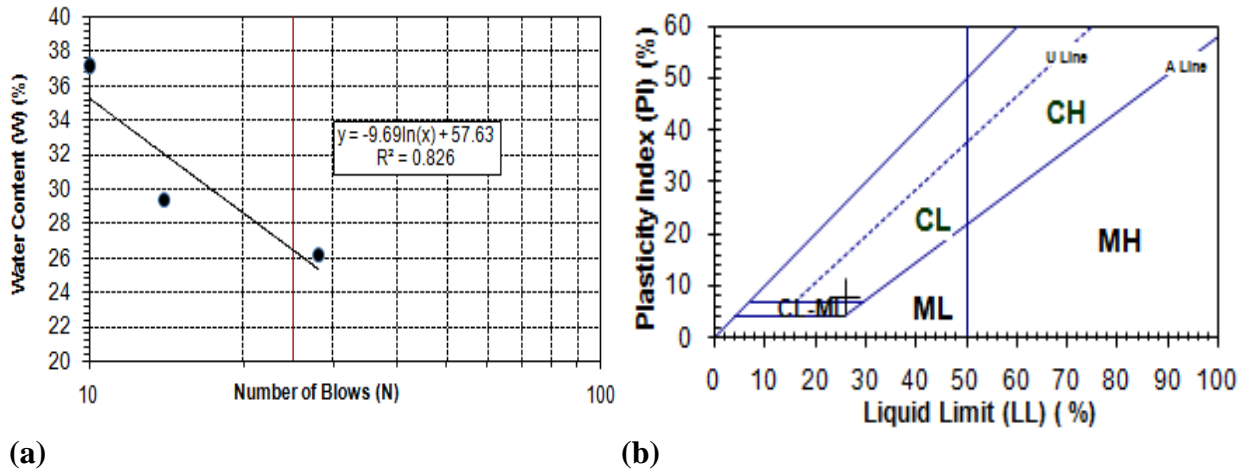 40
38
36
34
32
30
28
26
24
22
20
Water Content (W) (%)
y = -9.69ln(x) + 57.63
R² = 0.826
10
100
Number of Blows (N)
(a)
60
50
40
30
20
10
0
Plasticity Index (PI) (%)
U Line
A Line
CH
CL
MH
CL-ML
ML
0 10 20 30 40 50 60 70 80 90 100
Liquid Limit (LL) ( %)
(b)